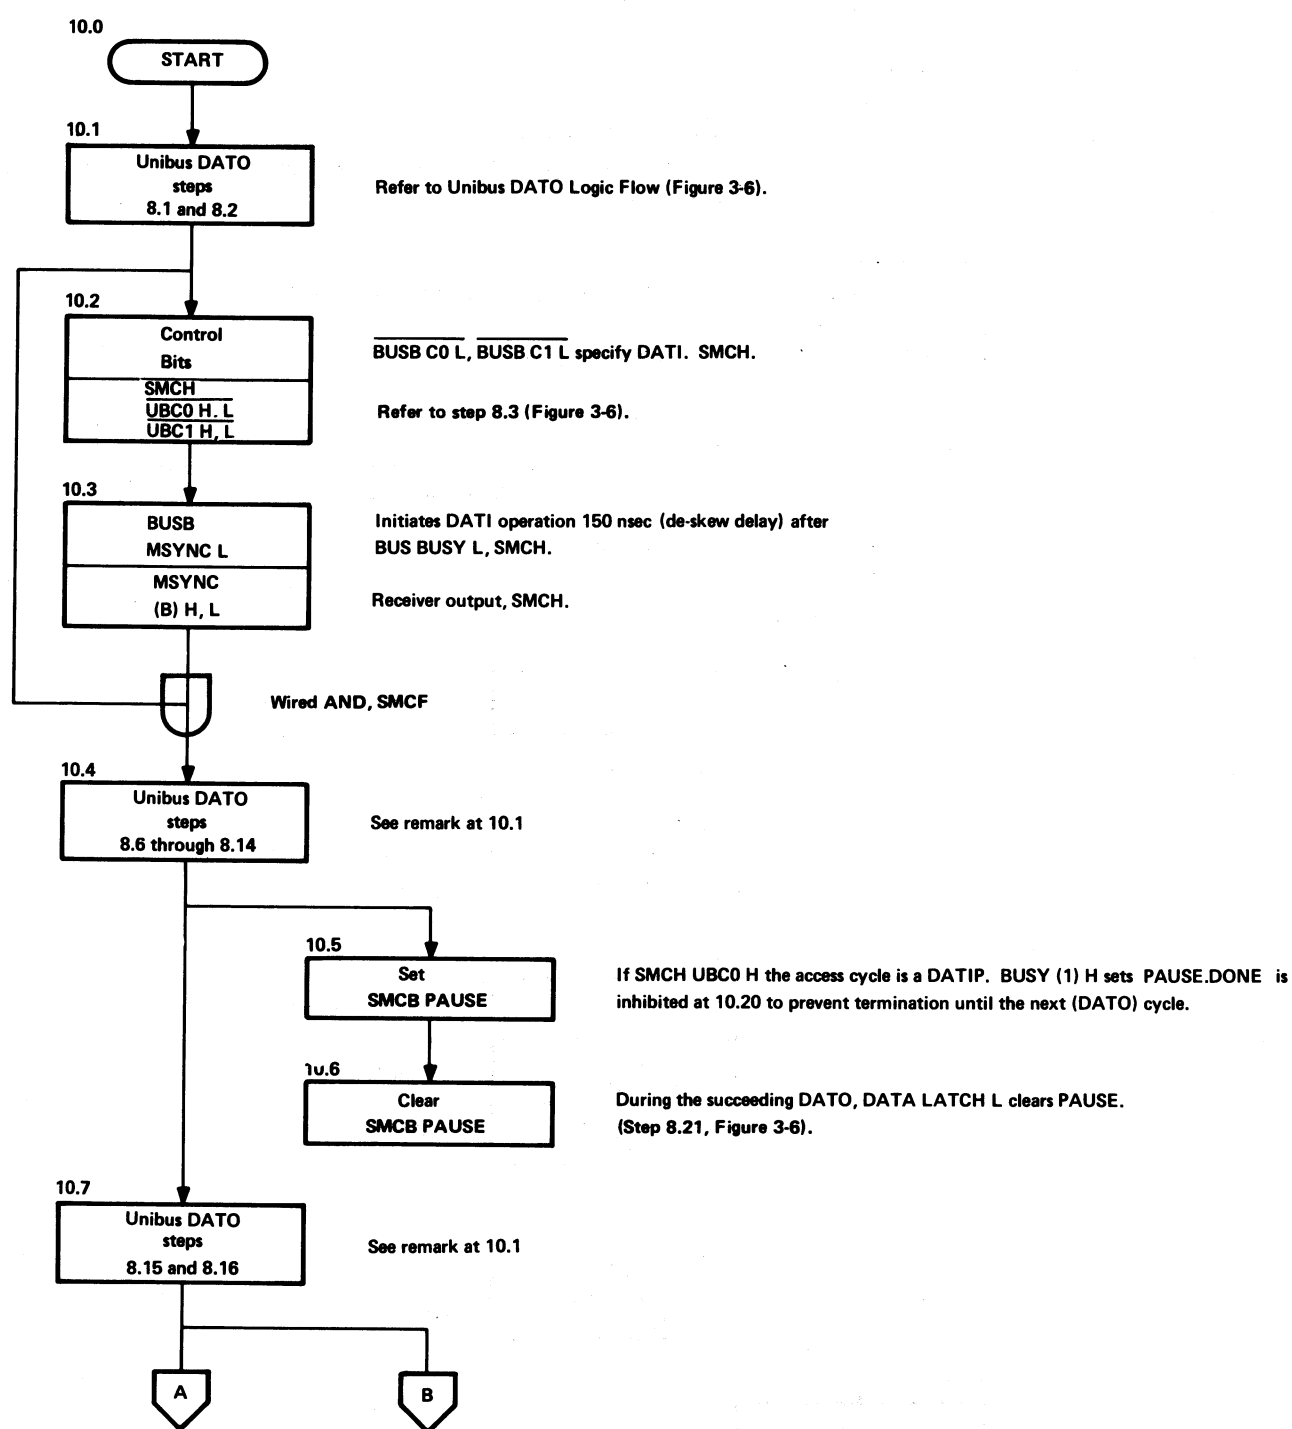 10.0
START
10.1
Unibus DATO
steps
8.1 and 8.2
Refer to Unibus DATO Logic Flow (Figure 3-6).
10.2
Control
Bits
BUSB C0 L, BUSB C1 L specify DATI. SMCH.
SMCH
UBC0 H. L
UBC1 H, L
Refer to step 8.3 (Figure 3-6).
10.3
BUSB
MSYNC L
Initiates DATI operation 150 nsec (de-skew delay) after
BUS BUSY L, SMCH.
MSYNC
(B) H, L
Receiver output, SMCH.
Wired AND, SMCF
10.4
Unibus DATO
steps
8.6 through 8.14
See remark at 10.1
10.5
Set
SMCB PAUSE
If SMCH UBC0 H the access cycle is a DATIP. BUSY (1) H sets PAUSE.DONE is
inhibited at 10.20 to prevent termination until the next (DATO) cycle.
10.6
Clear
SMCB PAUSE
During the succeeding DATO, DATA LATCH L clears PAUSE.
(Step 8.21, Figure 3-6).
10.7
Unibus DATO
steps
8.15 and 8.16
See remark at 10.1
A
B